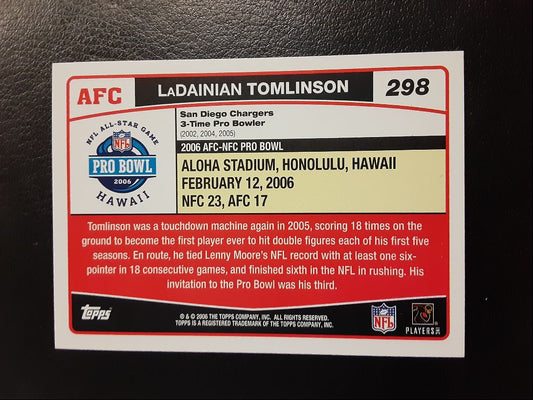 AFC
LaDAINIAN TOMLINSON
298
San Diego Chargers
3-Time Pro Bowler
(2002, 2004, 2005)
NFL ALL-STAR GAME
NFL
PRO BOWL
2006
HAWAII
2006 AFC-NFC PRO BOWL
ALOHA STADIUM, HONOLULU, HAWAII
FEBRUARY 12, 2006
NFC 23, AFC 17
Tomlinson was a touchdown machine again in 2005, scoring 18 times on the
ground to become the first player ever to hit double figures each of his first five
seasons. En route, he tied Lenny Moore's NFL record with at least one six-
pointer in 18 consecutive games, and finished sixth in the NFL in rushing. His
invitation to the Pro Bowl was his third.
Topps
® & © 2006 THE TOPPS COMPANY, INC. ALL RIGHTS RESERVED.
TOPPS IS A REGISTERED TRADEMARK OF THE TOPPS COMPANY, INC.
NFL
PLAYERS INC